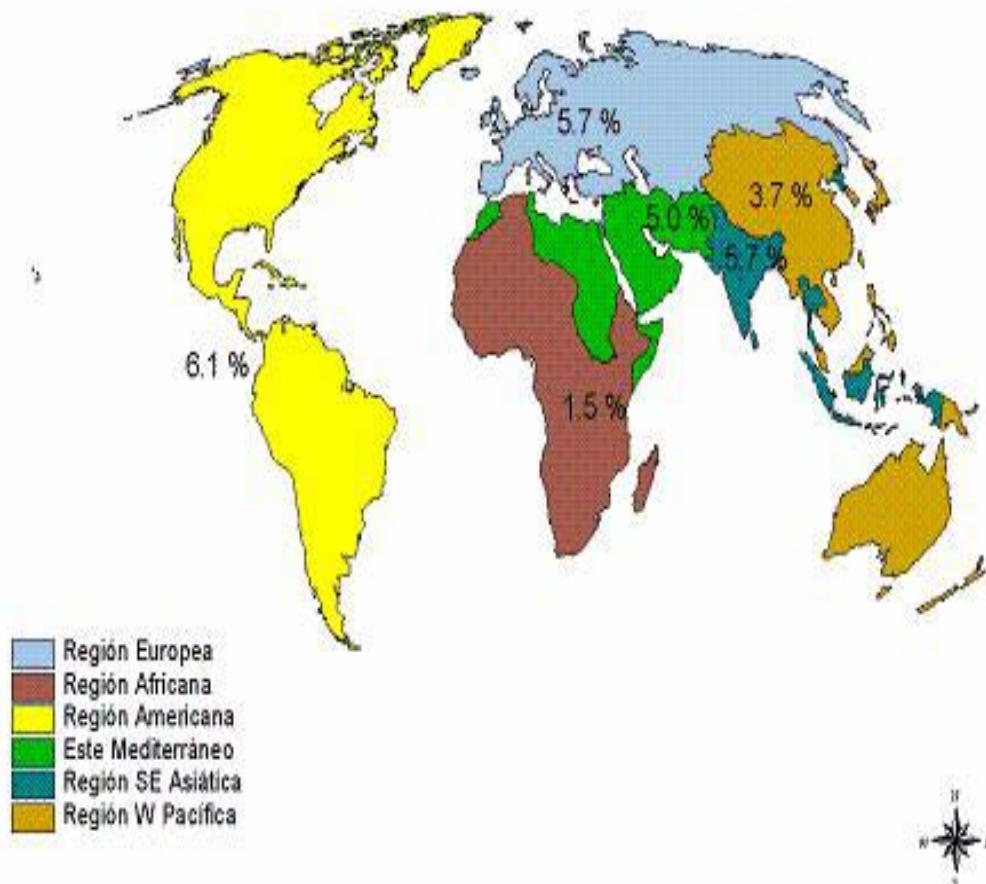 5.7 %
3.7 %
5.0 %
5.7 %
6.1 %
1.5 %
Región Europea
Región Africana
Región Americana
Este Mediterráneo
Región SE Asiática
Región W Pacífica